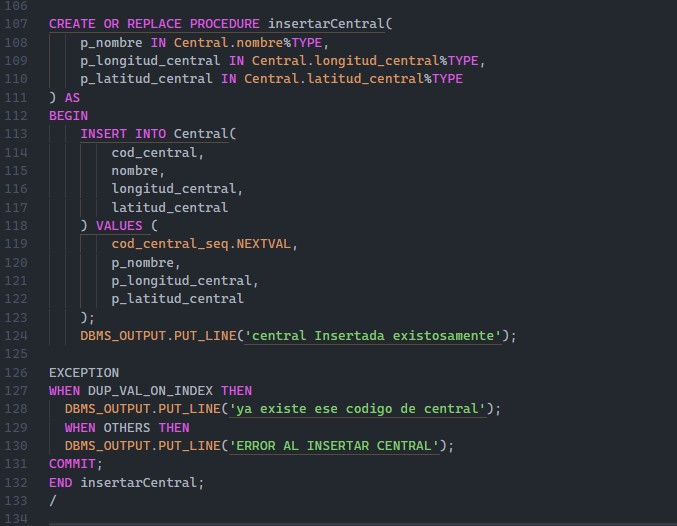 106
107 CREATE OR REPLACE PROCEDURE insertarCentral(
108     p_nombre IN Central.nombre%TYPE,
109     p_longitud_central IN Central.longitud_central%TYPE,
110     p_latitud_central IN Central.latitud_central%TYPE
111 ) AS
112 BEGIN
113     INSERT INTO Central(
114         cod_central,
115         nombre,
116         longitud_central,
117         latitud_central
118     ) VALUES (
119         cod_central_seq.NEXTVAL,
120         p_nombre,
121         p_longitud_central,
122         p_latitud_central
123     );
124     DBMS_OUTPUT.PUT_LINE('central Insertada existosamente');
125
126 EXCEPTION
127 WHEN DUP_VAL_ON_INDEX THEN
128   DBMS_OUTPUT.PUT_LINE('ya existe ese codigo de central');
129   WHEN OTHERS THEN
130   DBMS_OUTPUT.PUT_LINE('ERROR AL INSERTAR CENTRAL');
131 COMMIT;
132 END insertarCentral;
133 /
134